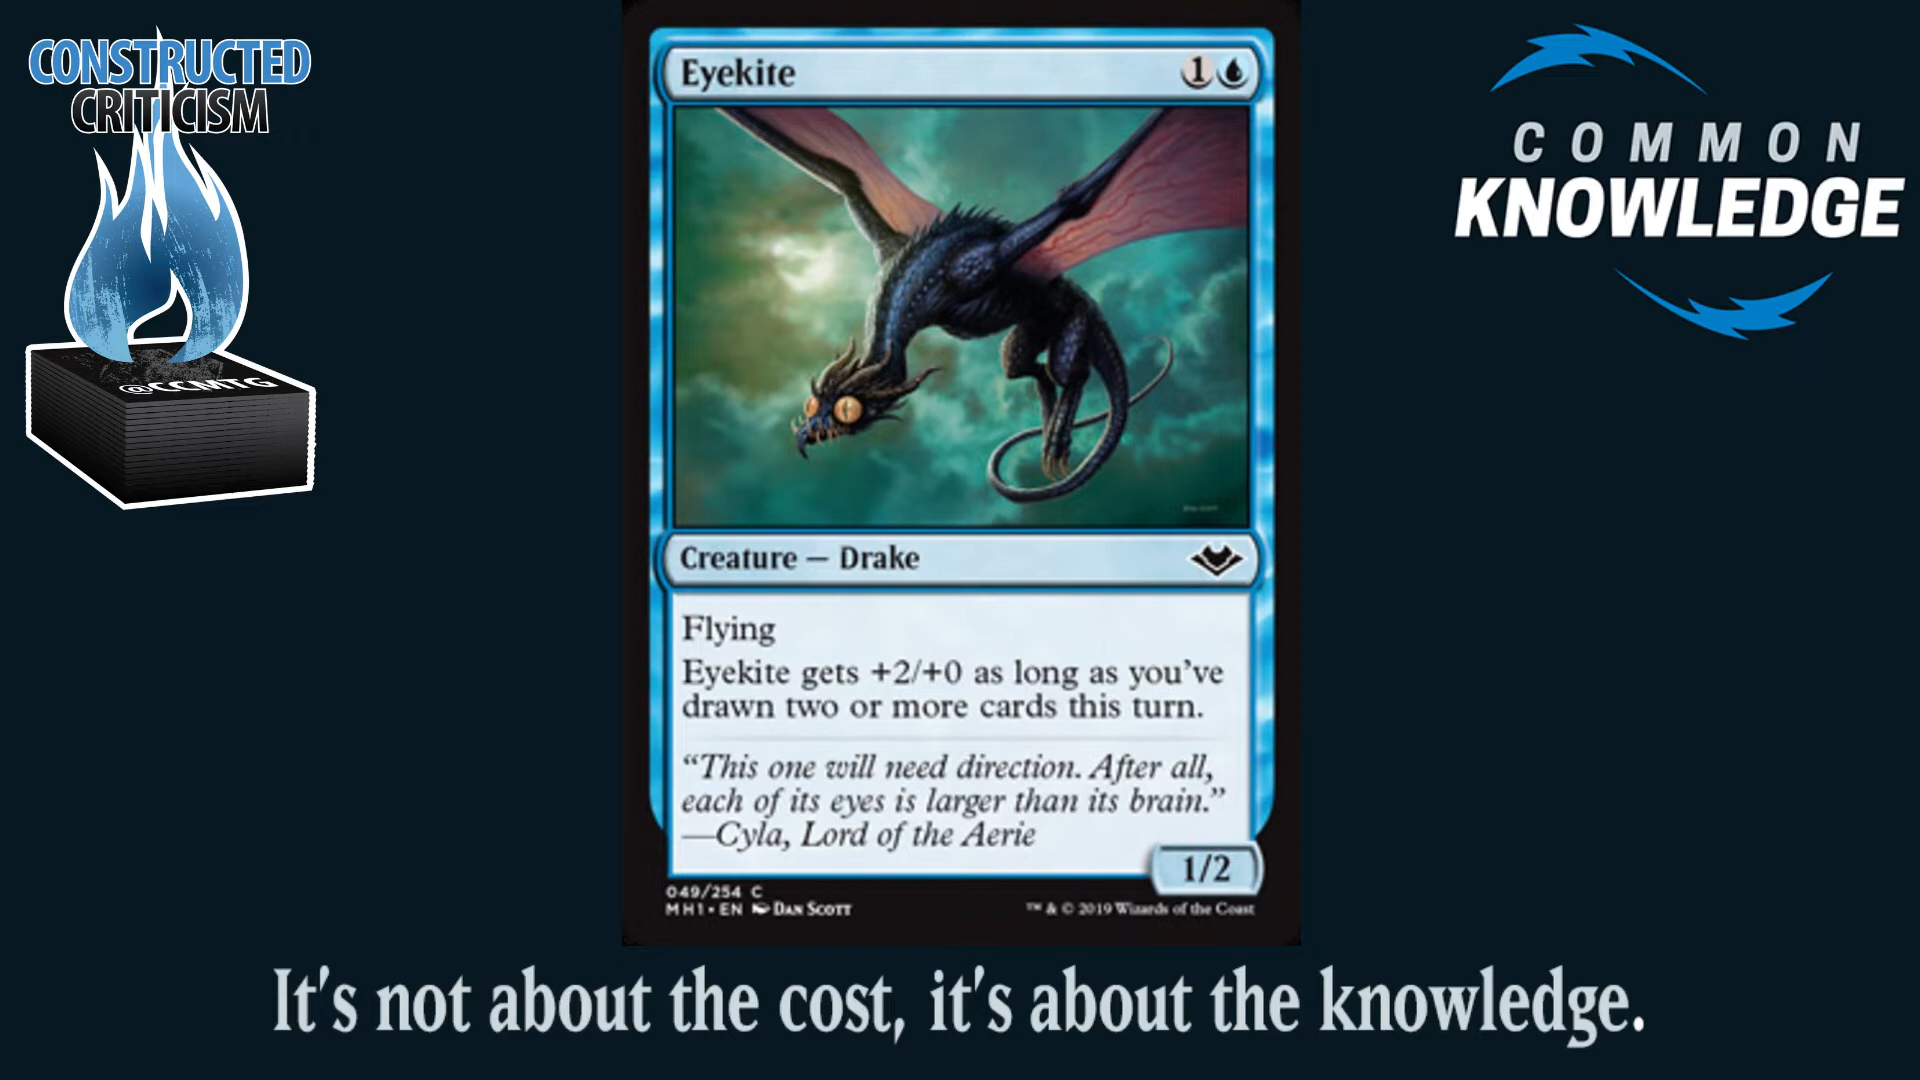 CONSTRUCTED
CRITICISM
@CCMTG
Eyekite
1
COMMON
KNOWLEDGE
Creature — Drake
Flying
Eyekite gets +2/+0 as long as you've
drawn two or more cards this turn.
“This one will need direction. After all,
each of its eyes is larger than its brain.”
—Cyla, Lord of the Aerie
1/2
049/254 C
MH1 • EN DAN SCOTT
™ & © 2019 Wizards of the Coast
It's not about the cost, it's about the knowledge.